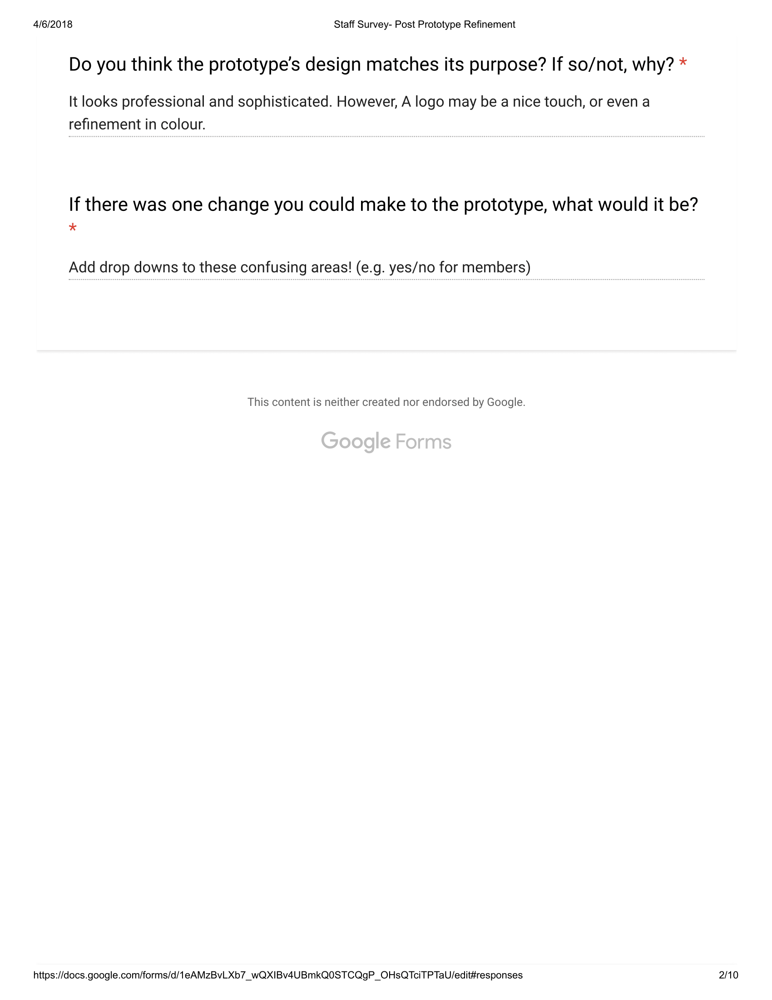 4/6/2018 Staff Survey- Post Prototype Refinement
Do you think the prototype’s design matches its purpose? If so/not, why? *
It looks professional and sophisticated. However, A logo may be a nice touch, or even a
refinement in colour.
If there was one change you could make to the prototype, what would it be?
*
Add drop downs to these confusing areas! (e.g. yes/no for members)
This content is neither created nor endorsed by Google.
Google Forms
https://docs.google.com/forms/d/1eAMzBvLXb7_wQXIBv4UBmkQ0STCQgP_OHsQTciTPTaU/edit#responses 2/10